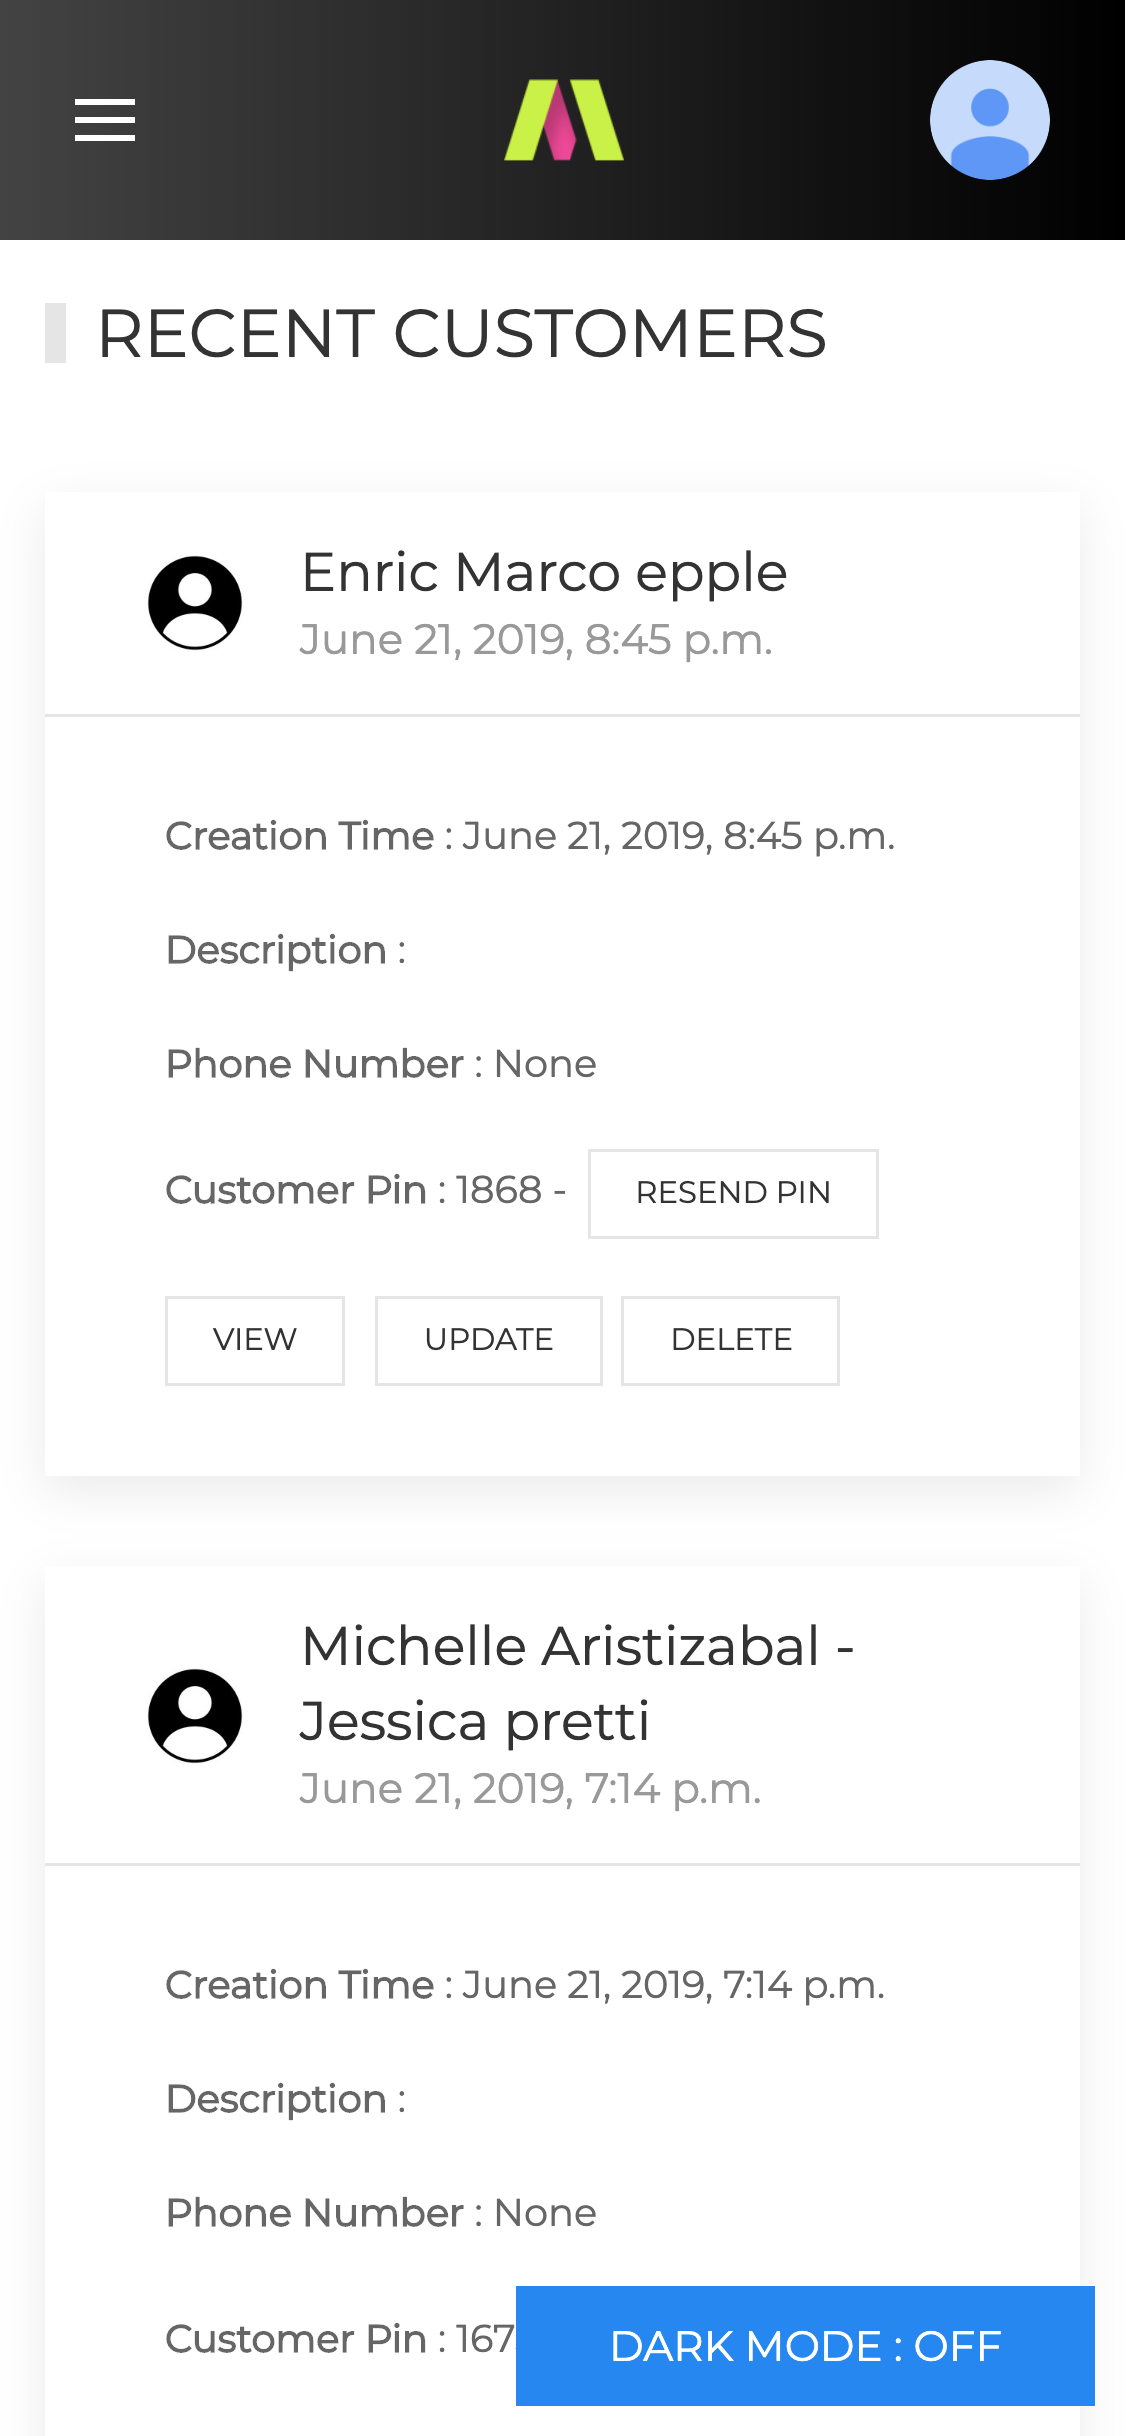 RECENT CUSTOMERS
Enric Marco epple
June 21, 2019, 8:45 p.m.
Creation Time : June 21, 2019, 8:45 p.m.
Description :
Phone Number : None
Customer Pin : 1868 - RESEND PIN
VIEW UPDATE DELETE
Michelle Aristizabal -
Jessica pretti
June 21, 2019, 7:14 p.m.
Creation Time : June 21, 2019, 7:14 p.m.
Description :
Phone Number : None
Customer Pin : 167
DARK MODE : OFF